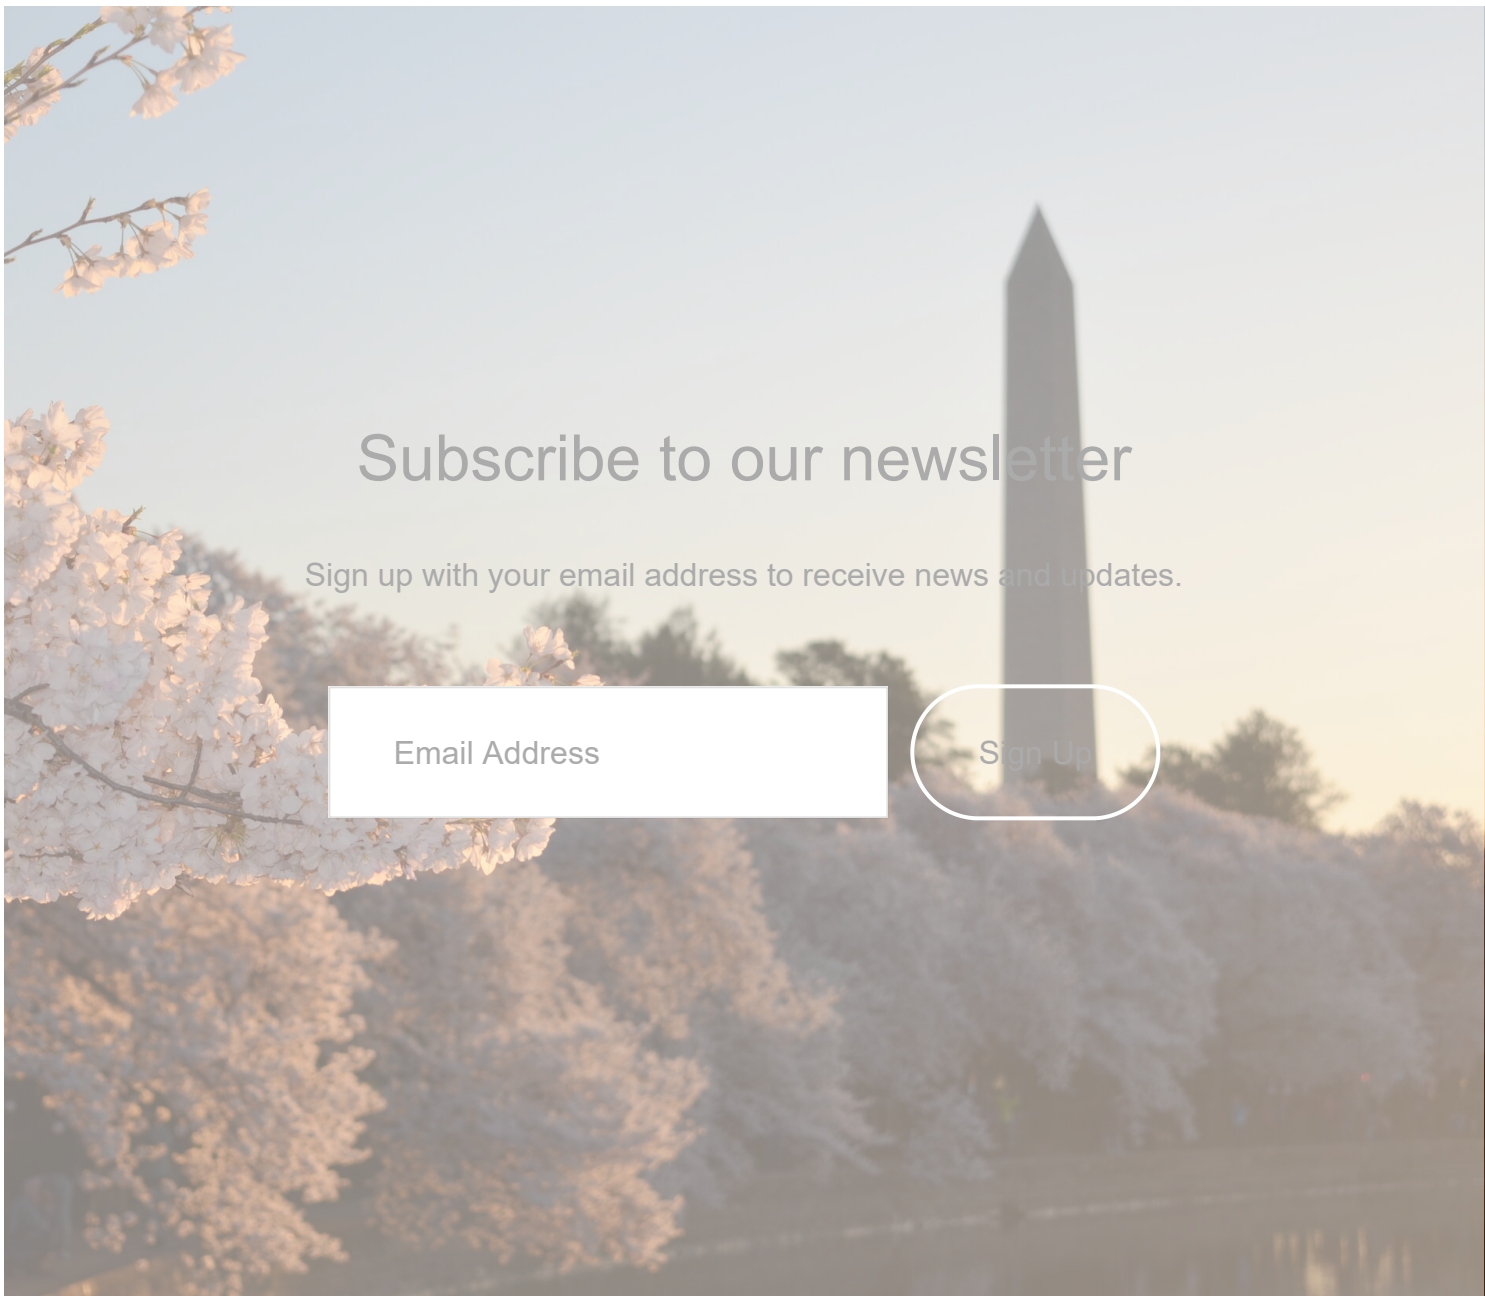 Subscribe to our newsletter
Sign up with your email address to receive news and updates.
Email Address
Sign Up